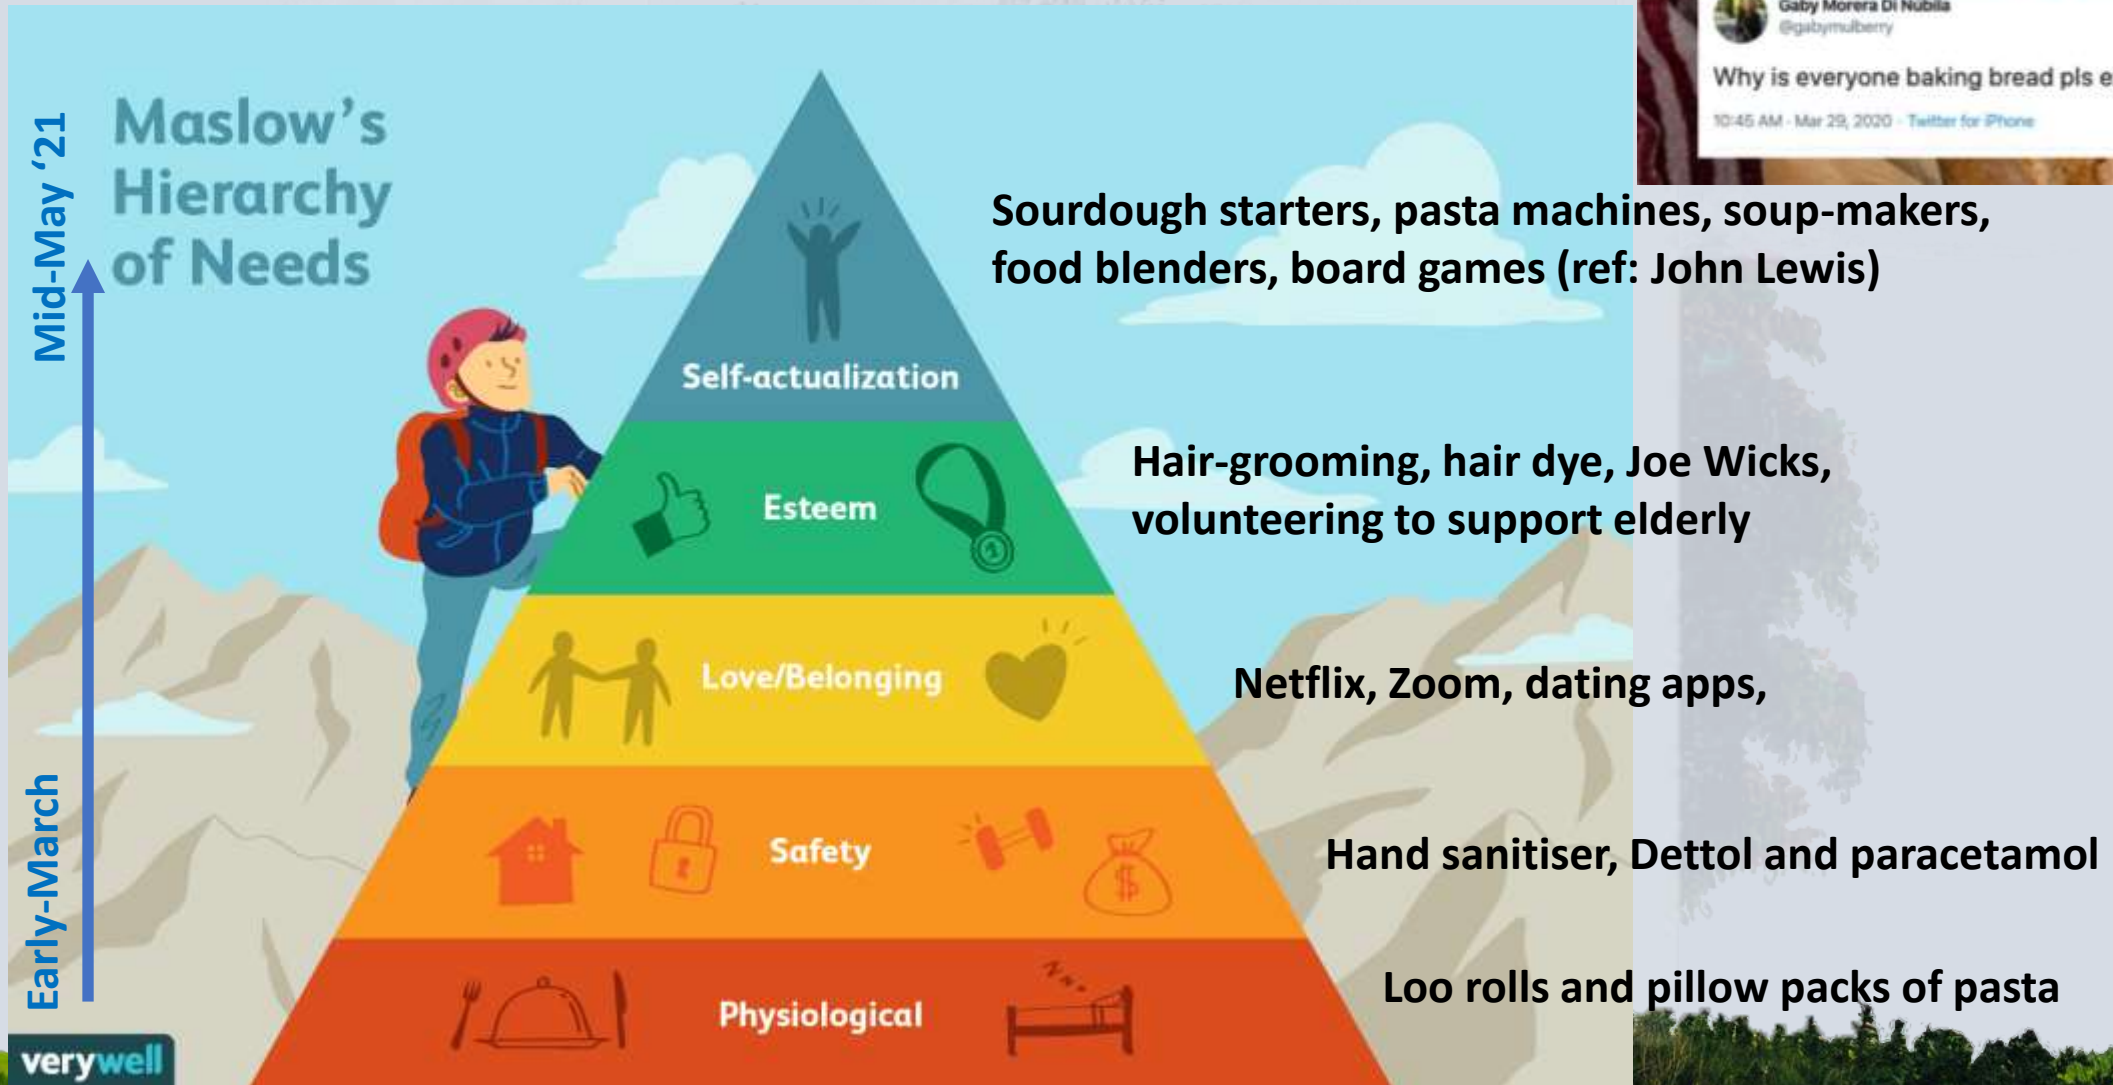 Gaby Morera Di Núbila
@gabymulberry
Why is everyone baking bread pls
10:45 AM - Mar 29, 2020 · Twitter for iPhone
Maslow's
Hierarchy
of Needs
Mid-May ‘21
Early-March
Sourdough starters, pasta machines, soup-makers,
food blenders, board games (ref: John Lewis)
Self-actualization
Hair-grooming, hair dye, Joe Wicks,
volunteering to support elderly
Esteem
1
Love/Belonging
Netflix, Zoom, dating apps,
Safety
$
Hand sanitiser, Dettol and paracetamol
zzz
Physiological
Loo rolls and pillow packs of pasta
verywell